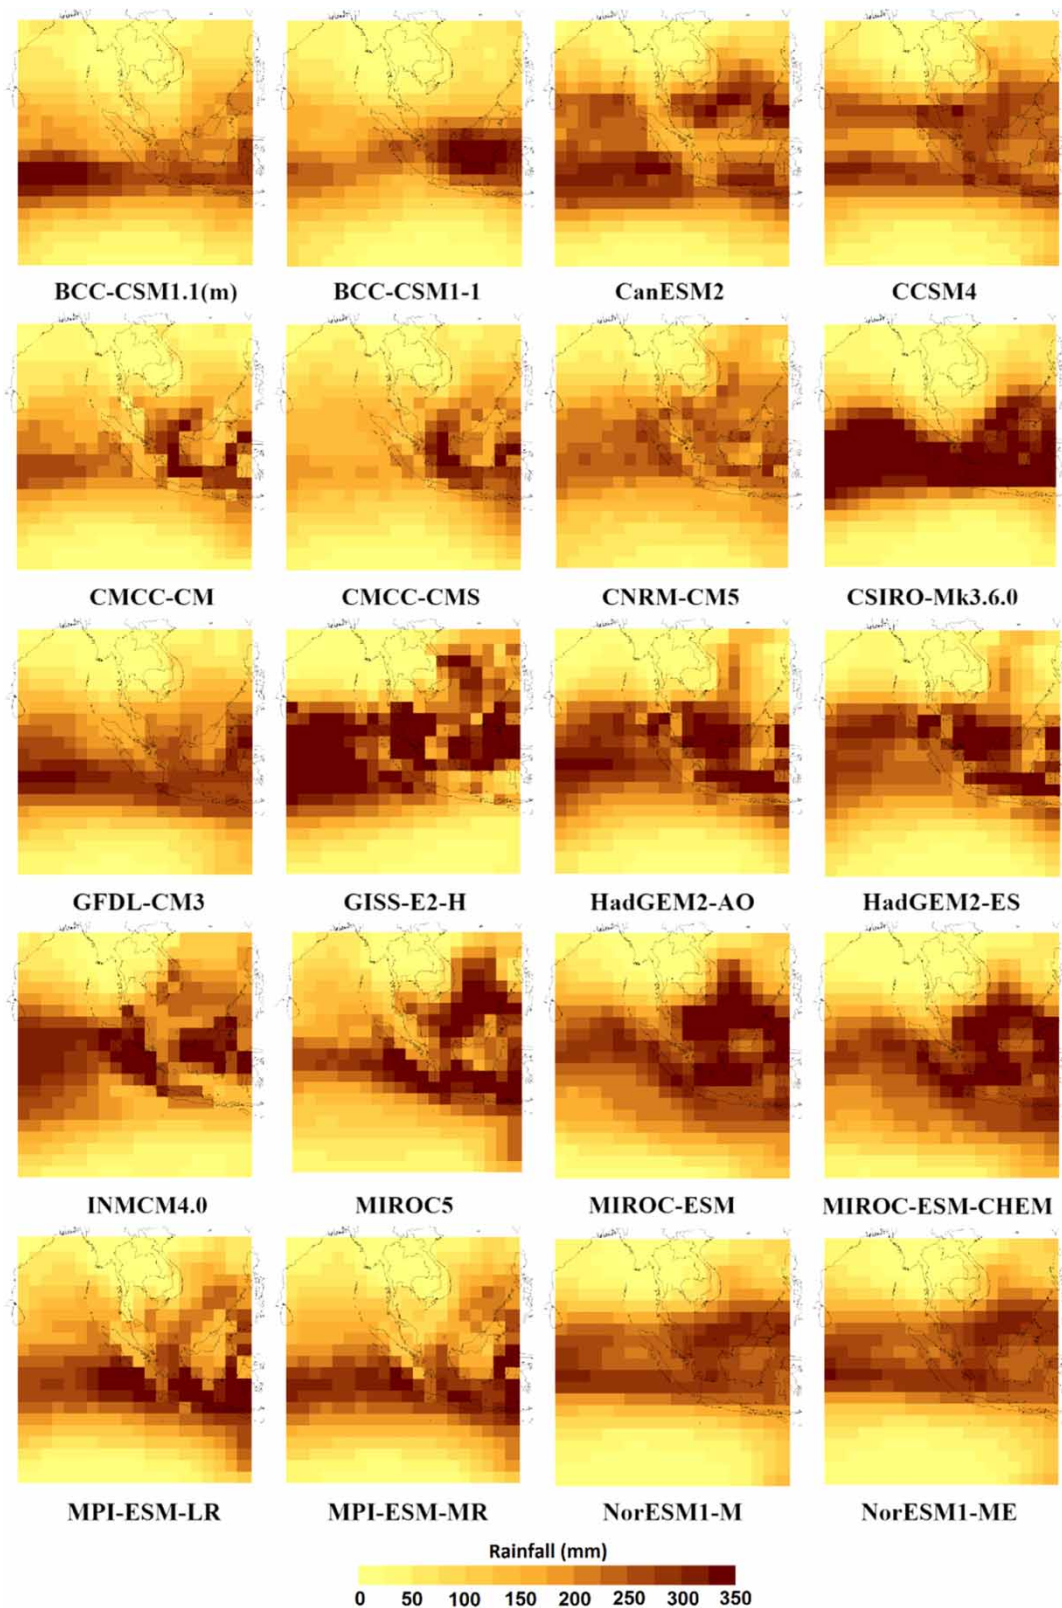 BCC-CSM1.1(m) BCC-CSM1-1 CanESM2 CCSM4
CMCC-CM CMCC-CMS CNRM-CM5 CSIRO-Mk3.6.0
GFDL-CM3 GISS-E2-H HadGEM2-AO HadGEM2-ES
INMCM4.0 MIROC5 MIROC-ESM MIROC-ESM-CHEM
MPI-ESM-LR MPI-ESM-MR NorESM1-M NorESM1-ME
Rainfall (mm)
0 50 100 150 200 250 300 350